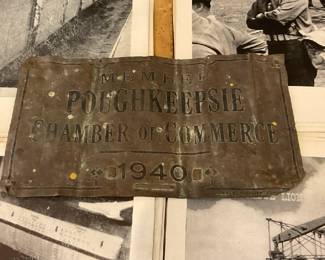 MEMBER
POUGHKEEPSIE
CHAMBER OF COMMERCE
1940